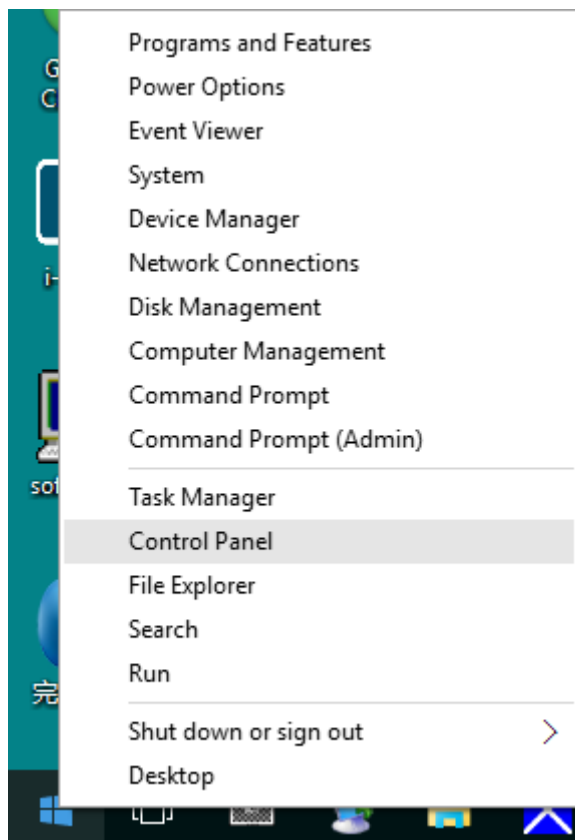 G
C
Programs and Features
Power Options
Event Viewer
System
Device Manager
i-
Network Connections
Disk Management
Computer Management
Command Prompt
Command Prompt (Admin)
Task Manager
Control Panel
File Explorer
Search
Run
完
Shut down or sign out
Desktop